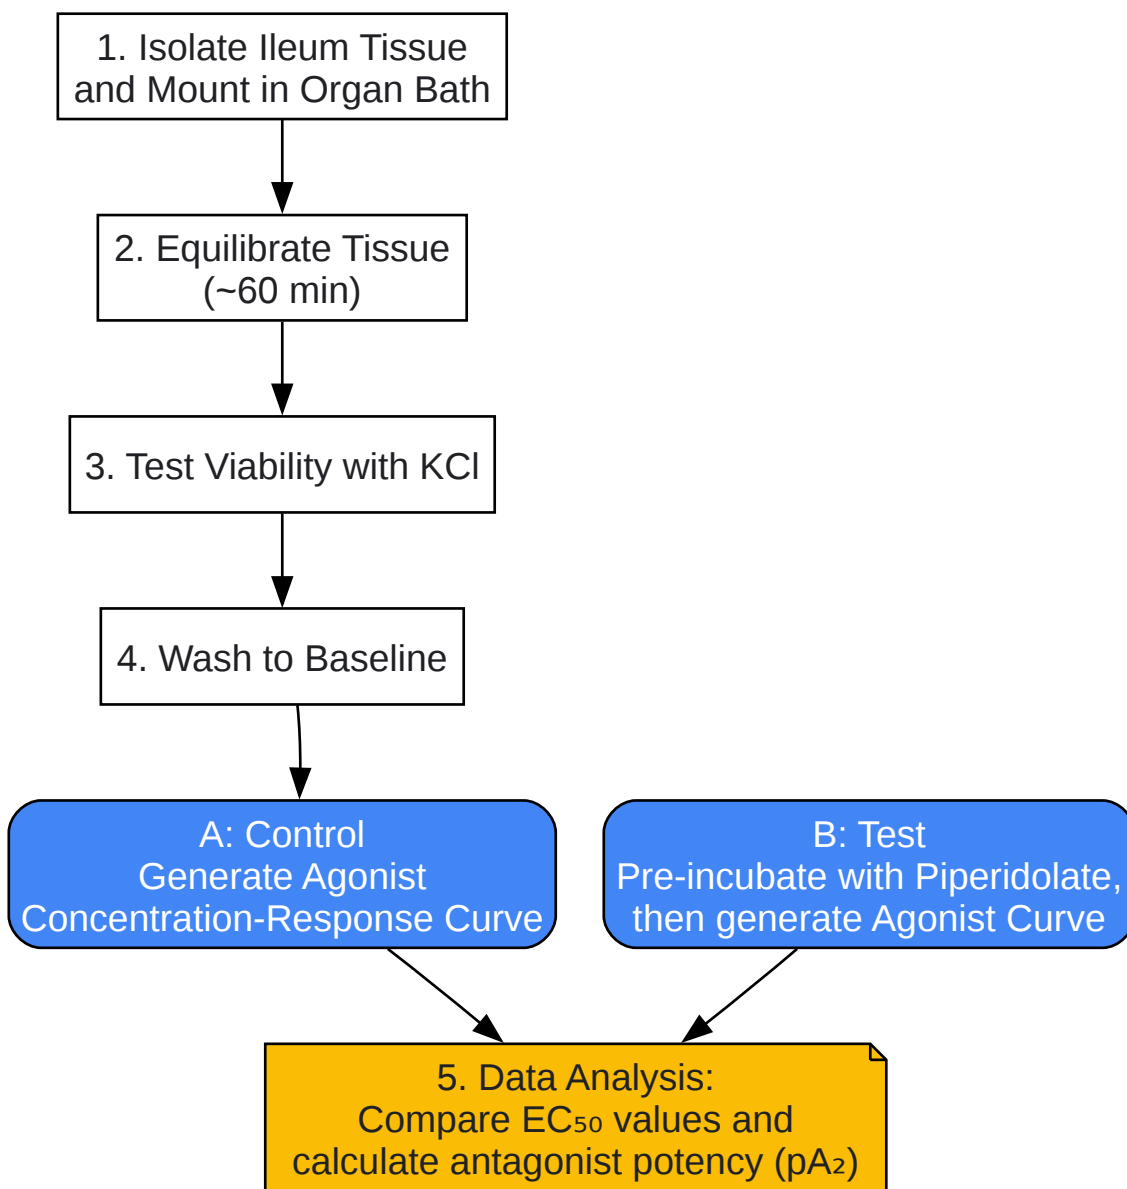 1. Isolate Ileum Tissue
and Mount in Organ Bath
2. Equilibrate Tissue
(~60 min)
3. Test Viability with KCl
4. Wash to Baseline
A: Control
Generate Agonist
Concentration-Response Curve
B: Test
Pre-incubate with Piperidolate,
then generate Agonist Curve
5. Data Analysis:
Compare EC₅₀ values and
calculate antagonist potency (pA₂)